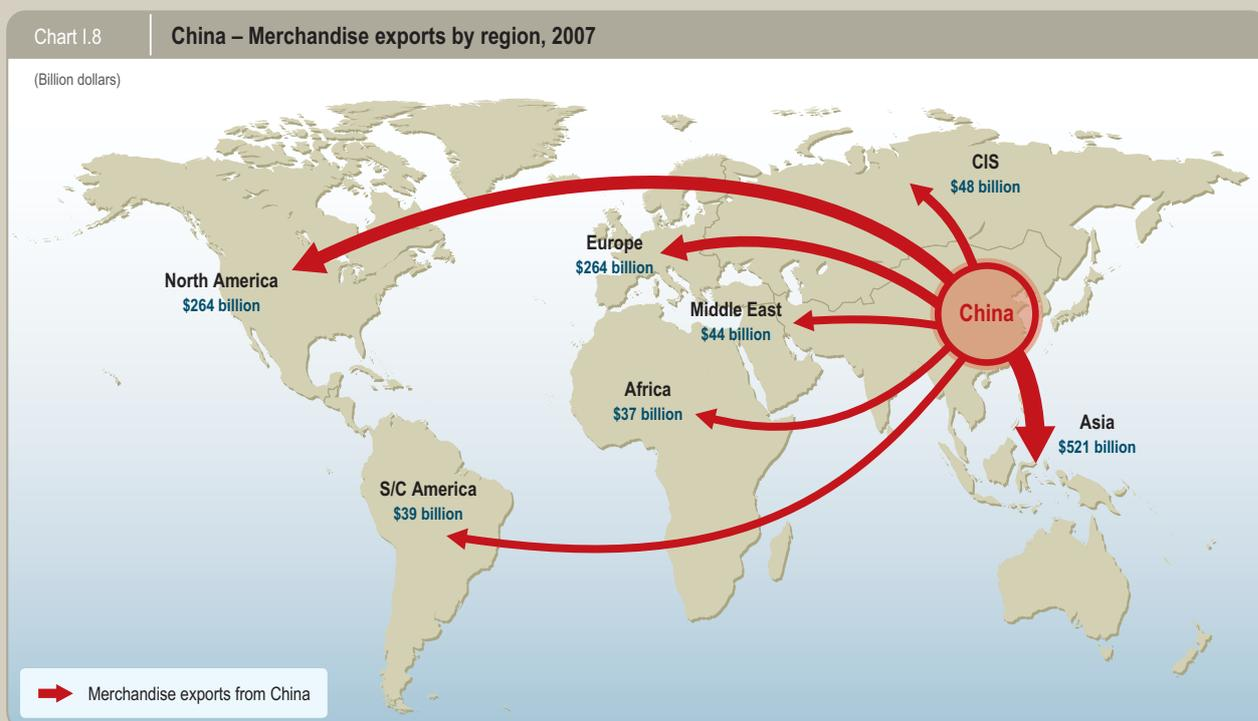 Chart I.8
China – Merchandise exports by region, 2007
(Billion dollars)
CIS
$48 billion
Europe
$264 billion
North America
$264 billion
Middle East
$44 billion
China
Africa
$37 billion
Asia
$521 billion
S/C America
$39 billion
Merchandise exports from China